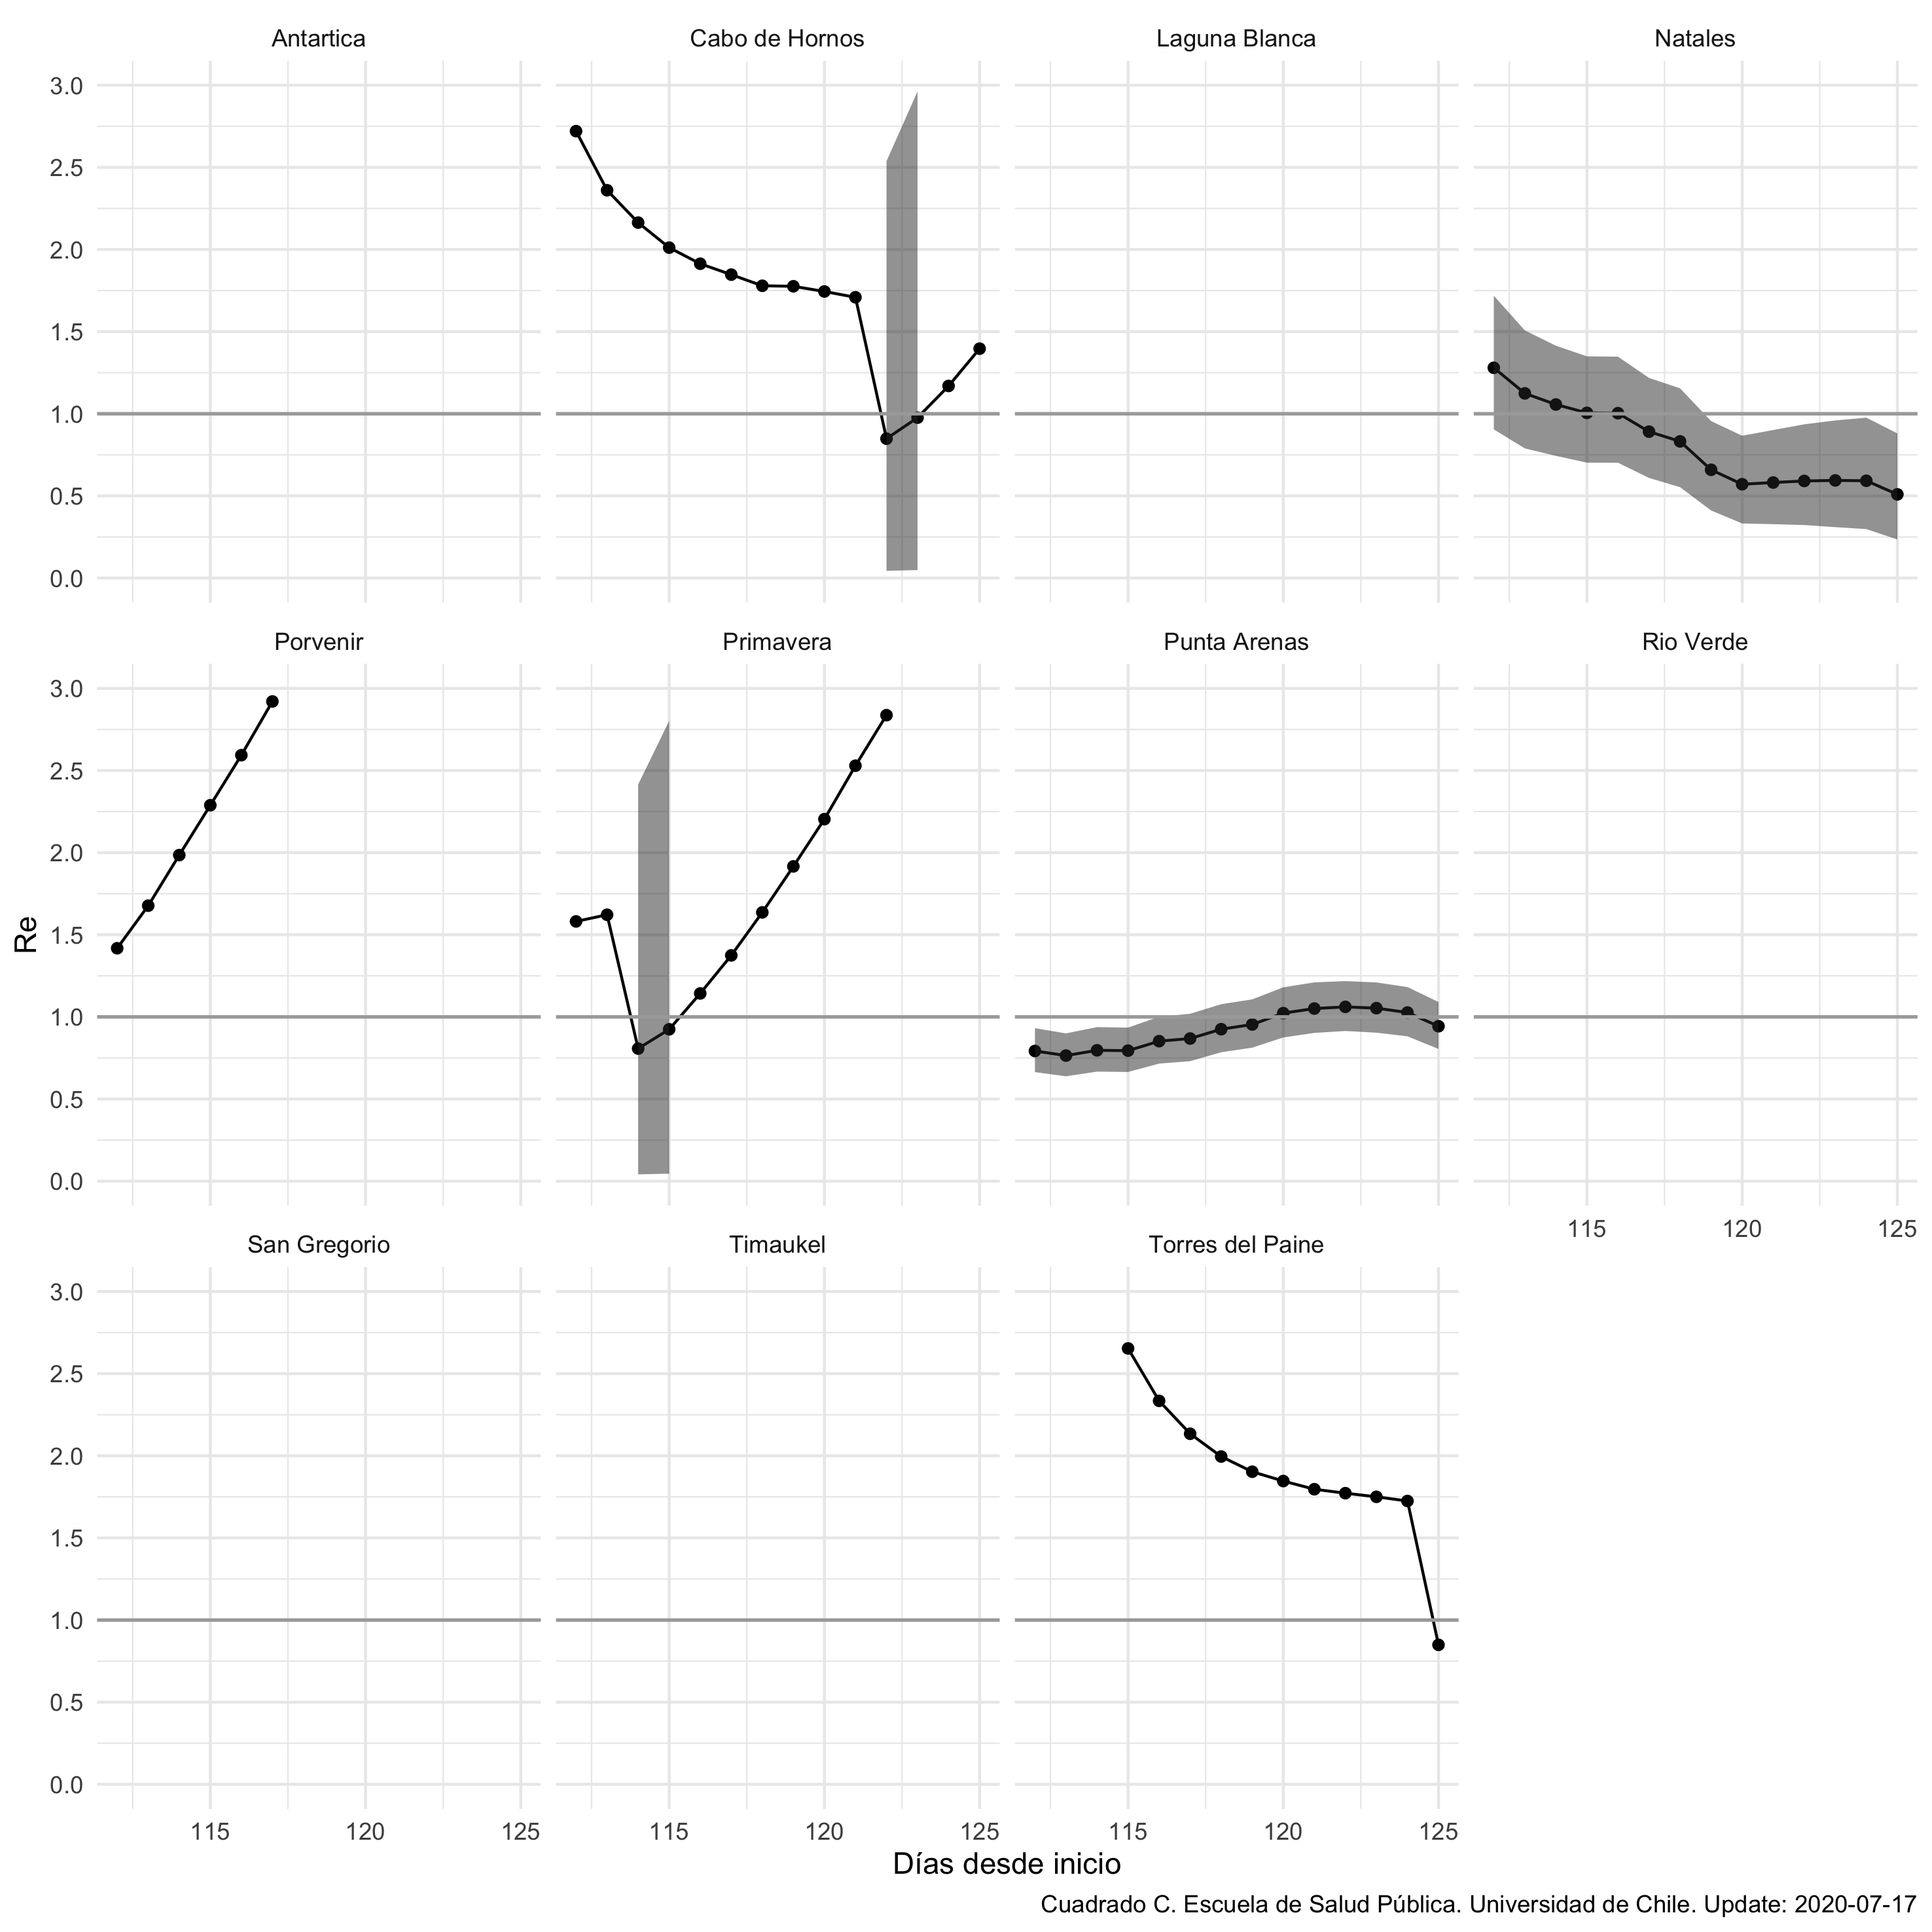 Antartica Cabo de Hornos Laguna Blanca Natales
3.0
2.5
2.0
1.5
1.0
0.5
0.0
Porvenir Primavera Punta Arenas Rio Verde
3.0
2.5
2.0
1.5
1.0
0.5
0.0
Re
115 120 125
San Gregorio Timaukel Torres del Paine
3.0
2.5
2.0
1.5
1.0
0.5
0.0
115 120 125 115 120 125 115 120 125
Días desde inicio
Cuadrado C. Escuela de Salud Pública. Universidad de Chile. Update: 2020-07-17